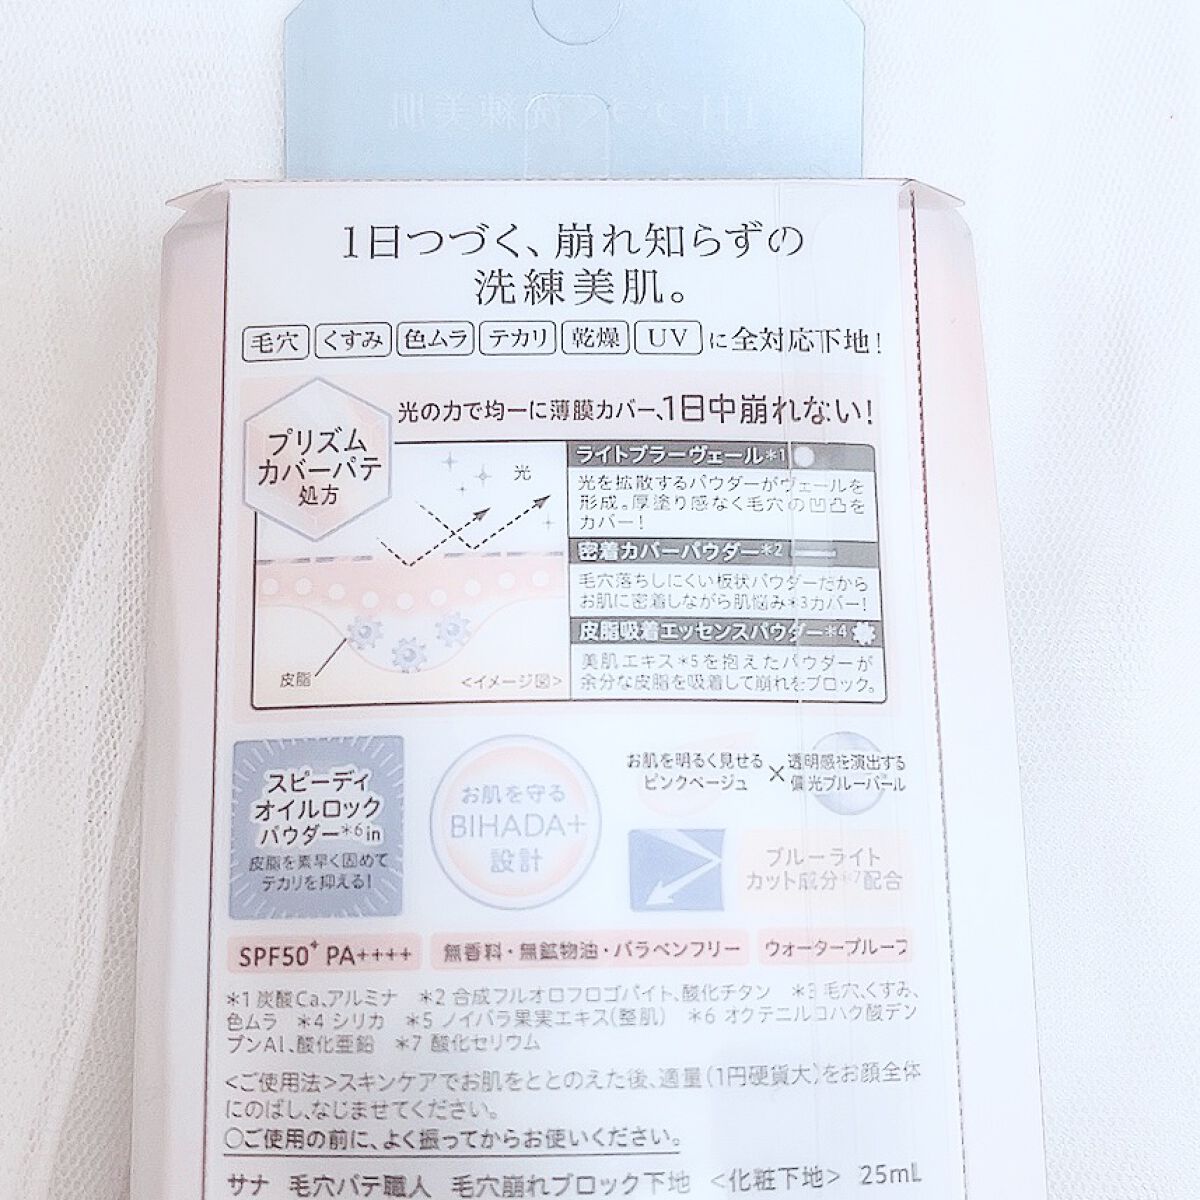 1日つづく、崩れ知らずの
洗練美肌。
毛穴 くすみ 色ムラ テカリ 乾燥 UV に全対応下地!
プリズム
カバーパテ
処方
光の力で均一に薄膜カバー、1日中崩れない!
光
皮脂
<イメージ図>
ライトブラーヴェール*1
光を拡散するパウダーがヴェールを
形成。厚塗り感なく毛穴の凹凸を
カバー!
密着カバーパウダー*2
毛穴落ちしにくい板状パウダーだから
お肌に密着しながら肌悩み*3カバー!
皮脂吸着エッセンスパウダー*4
美肌エキス*5を抱えたパウダーが
余分な皮脂を吸着して崩れをブロック。
スピーディ
オイルロック
パウダー*6in
皮脂を素早く固めて
テカリを抑える!
お肌を守る
BIHADA+
設計
お肌を明るく見せる
ピンクベージュ
×
透明感を演出する
偏光ブルーパール
ブルーライト
カット成分*7配合
SPF50+ PA++++
無香料・無鉱物油・パラベンフリー
ウォータープルーフ
*1 炭酸Ca、アルミナ *2 合成フルオロフロゴパイト、酸化チタン *3 毛穴、くすみ、
色ムラ *4 シリカ *5 ノイバラ果実エキス(整肌) *6 オクテニルコハク酸デン
プンAl、酸化亜鉛 *7 酸化セリウム
<ご使用法>スキンケアでお肌をととのえた後、適量(1円硬貨大)をお顔全体
にのばし、なじませてください。
○ご使用の前に、よく振ってからお使いください。
サナ 毛穴パテ職人 毛穴崩れブロック下地 <化粧下地> 25mL